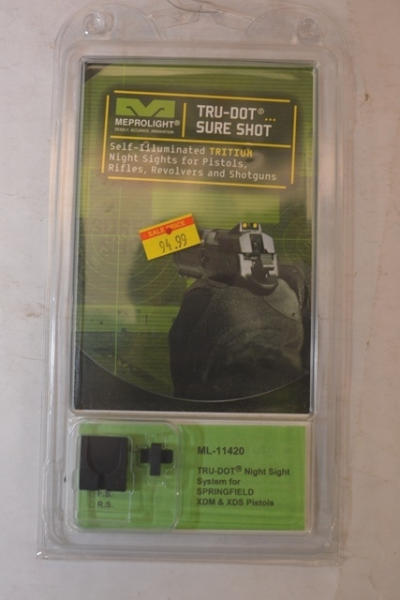 MEPROLIGHT®
TRU-DOT® ...
SURE SHOT
Self-Illuminated TRITIUM
Night Sights for Pistols,
Rifles, Revolvers and Shotguns
SALE PRICE
94.99
ML-11420
TRU-DOT® Night Sight
System for
SPRINGFIELD
XDM & XDS Pistols
F.S.
R.S.